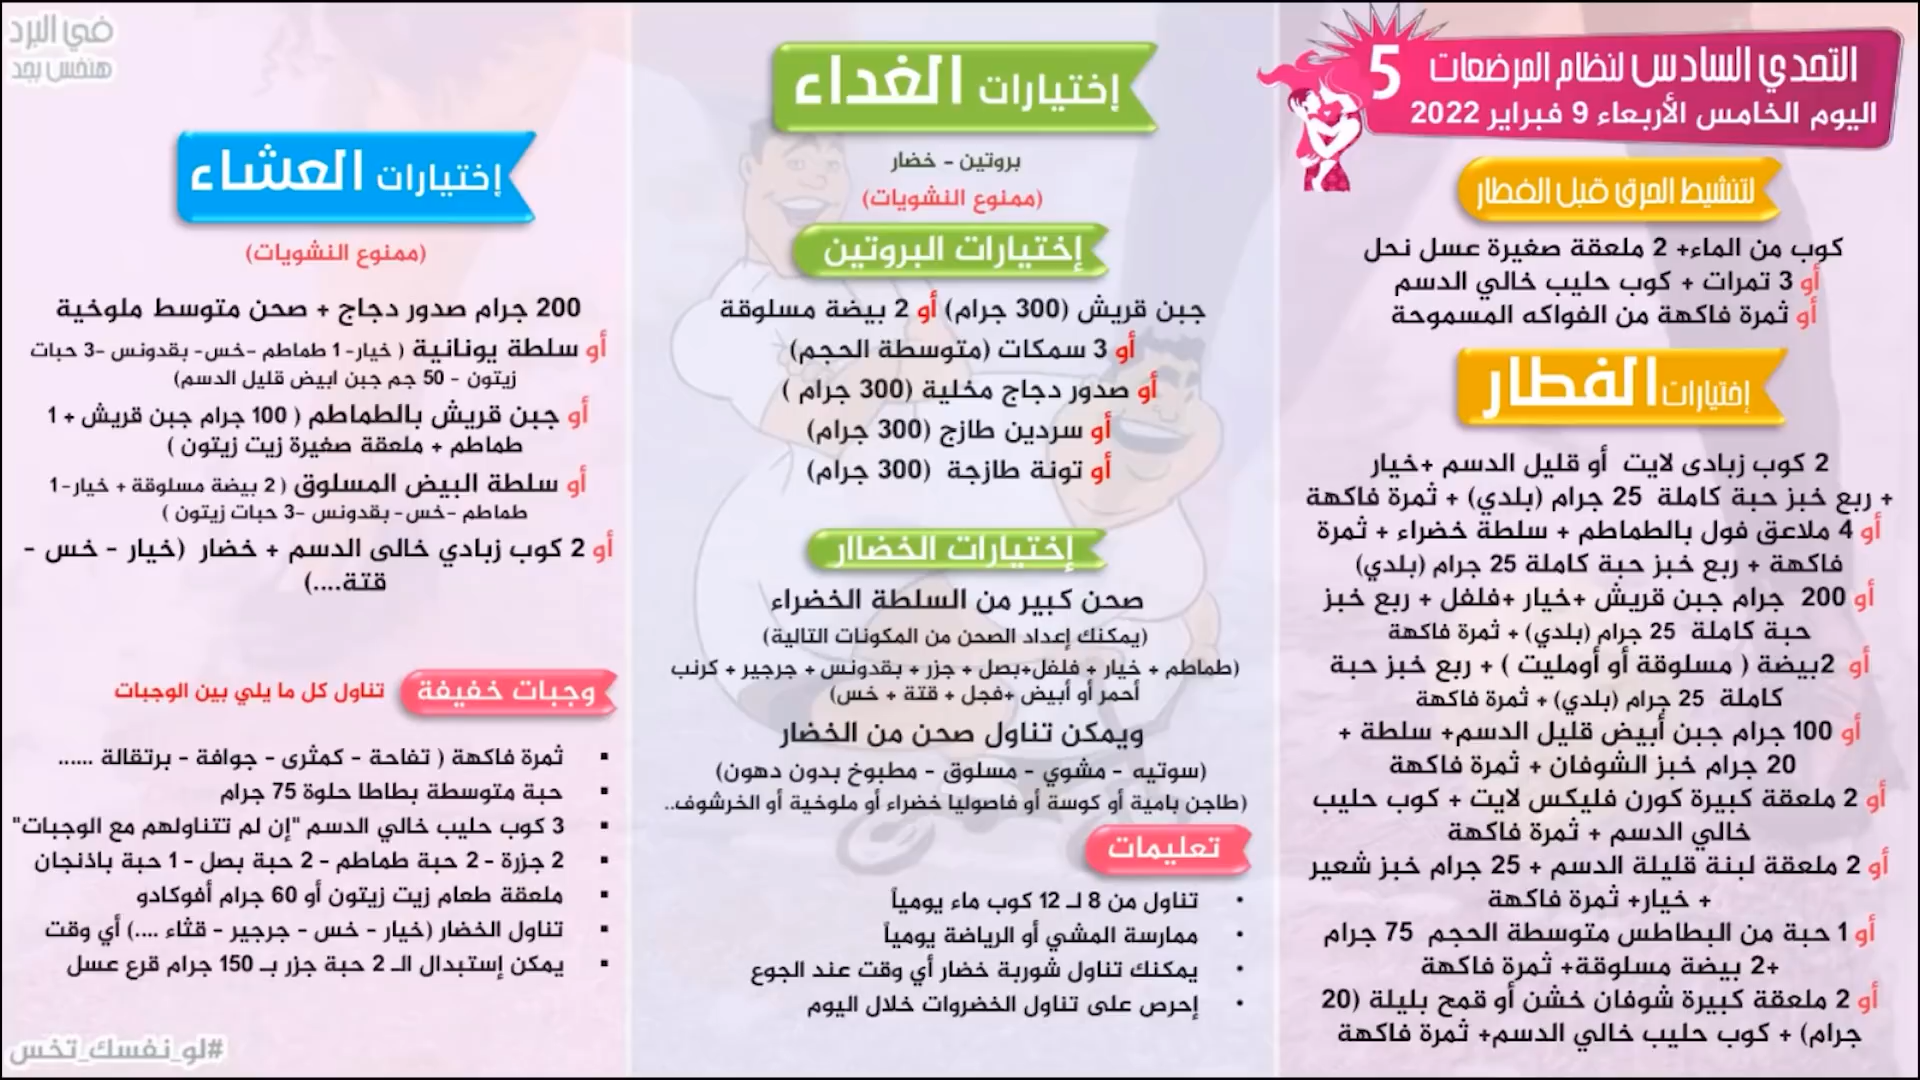 التحدي السادس لنظام المرضعات
5
اليوم الخامس الأربعاء 9 فبراير 2022
لتنشيط الحرق قبل الفطار
كوب من الماء+ 2 ملعقة صغيرة عسل نحل
أو 3 تمرات + كوب حليب خالي الدسم
أو ثمرة فاكهة من الفواكه المسموحة
إختيارات الفطار
2 كوب زبادى لايت أو قليل الدسم +خيار
+ ربع خبز حبة كاملة 25 جرام (بلدي) + ثمرة فاكهة
أو 4 ملاعق فول بالطماطم + سلطة خضراء + ثمرة
فاكهة + ربع خبز حبة كاملة 25 جرام (بلدي)
أو 200 جرام جبن قريش +خيار +فلفل + ربع خبز
حبة كاملة 25 جرام (بلدي) + ثمرة فاكهة
أو 2بيضة ( مسلوقة أو أومليت ) + ربع خبز حبة
كاملة 25 جرام (بلدي) + ثمرة فاكهة
أو 100 جرام جبن أبيض قليل الدسم+ سلطة +
20 جرام خبز الشوفان + ثمرة فاكهة
أو 2 ملعقة كبيرة كورن فليكس لايت + كوب حليب
خالي الدسم + ثمرة فاكهة
أو 2 ملعقة لبنة قليلة الدسم + 25 جرام خبز شعير
+ خيار+ ثمرة فاكهة
أو 1 حبة من البطاطس متوسطة الحجم 75 جرام
+2 بيضة مسلوقة+ ثمرة فاكهة
أو 2 ملعقة كبيرة شوفان خشن أو قمح بليلة (20
جرام) + كوب حليب خالي الدسم+ ثمرة فاكهة
إختيارات الغداء
بروتين - خضار
(ممنوع النشويات)
إختيارات البروتين
جبن قريش (300 جرام) أو 2 بيضة مسلوقة
أو 3 سمكات (متوسطة الحجم)
أو صدور دجاج مخلية (300 جرام )
أو سردين طازج (300 جرام)
أو تونة طازجة (300 جرام)
إختيارات الخضاار
صحن كبير من السلطة الخضراء
(يمكنك إعداد الصحن من المكونات التالية)
(طماطم + خيار + فلفل+بصل + جزر + بقدونس + جرجير + كرنب
أحمر أو أبيض +فجل + قتة + خس)
ويمكن تناول صحن من الخضار
(سوتيه - مشوي - مسلوق - مطبوخ بدون دهون)
(طاجن بامية أو كوسة أو فاصوليا خضراء أو ملوخية أو الخرشوف..
تعليمات
• تناول من 8 لـ 12 كوب ماء يومياً
• ممارسة المشي أو الرياضة يومياً
• يمكنك تناول شوربة خضار أي وقت عند الجوع
• إحرص على تناول الخضروات خلال اليوم
في البرد
هنخس بجد
إختيارات العشاء
(ممنوع النشويات)
200 جرام صدور دجاج + صحن متوسط ملوخية
أو سلطة يونانية ( خيار- 1 طماطم -خس- بقدونس -3 حبات
زيتون - 50 جم جبن ابيض قليل الدسم)
أو جبن قريش بالطماطم ( 100 جرام جبن قريش + 1
طماطم + ملعقة صغيرة زيت زيتون )
أو سلطة البيض المسلوق ( 2 بيضة مسلوقة + خيار-1
طماطم -خس- بقدونس -3 حبات زيتون )
أو 2 كوب زبادي خالى الدسم + خضار (خيار - خس -
قتة....)
وجبات خفيفة تناول كل ما يلي بين الوجبات
▪ ثمرة فاكهة ( تفاحة - كمثرى - جوافة - برتقالة ......
▪ حبة متوسطة بطاطا حلوة 75 جرام
▪ 3 كوب حليب خالي الدسم "إن لم تتناولهم مع الوجبات"
▪ 2 جزرة - 2 حبة طماطم - 2 حبة بصل - 1 حبة باذنجان
▪ ملعقة طعام زيت زيتون أو 60 جرام أفوكادو
▪ تناول الخضار (خيار - خس - جرجير - قثاء ....) أي وقت
▪ يمكن إستبدال الـ 2 حبة جزر بـ 150 جرام قرع عسل
#لو_نفسك_تخس